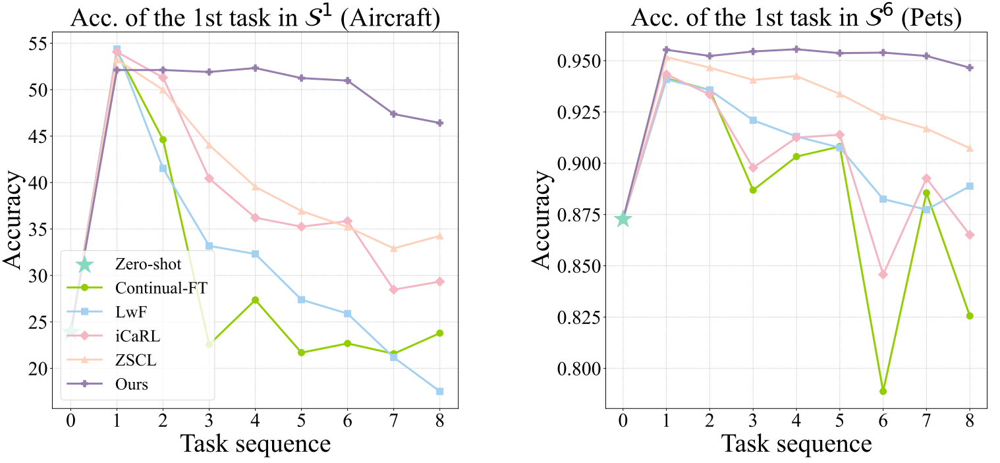 Acc. of the 1st task in 𝒮¹ (Aircraft)
Accuracy
55
50
45
40
35
30
25
20
Zero-shot
Continual-FT
LwF
iCaRL
ZSCL
Ours
0 1 2 3 4 5 6 7 8
Task sequence
Acc. of the 1st task in 𝒮⁶ (Pets)
Accuracy
0.950
0.925
0.900
0.875
0.850
0.825
0.800
0 1 2 3 4 5 6 7 8
Task sequence